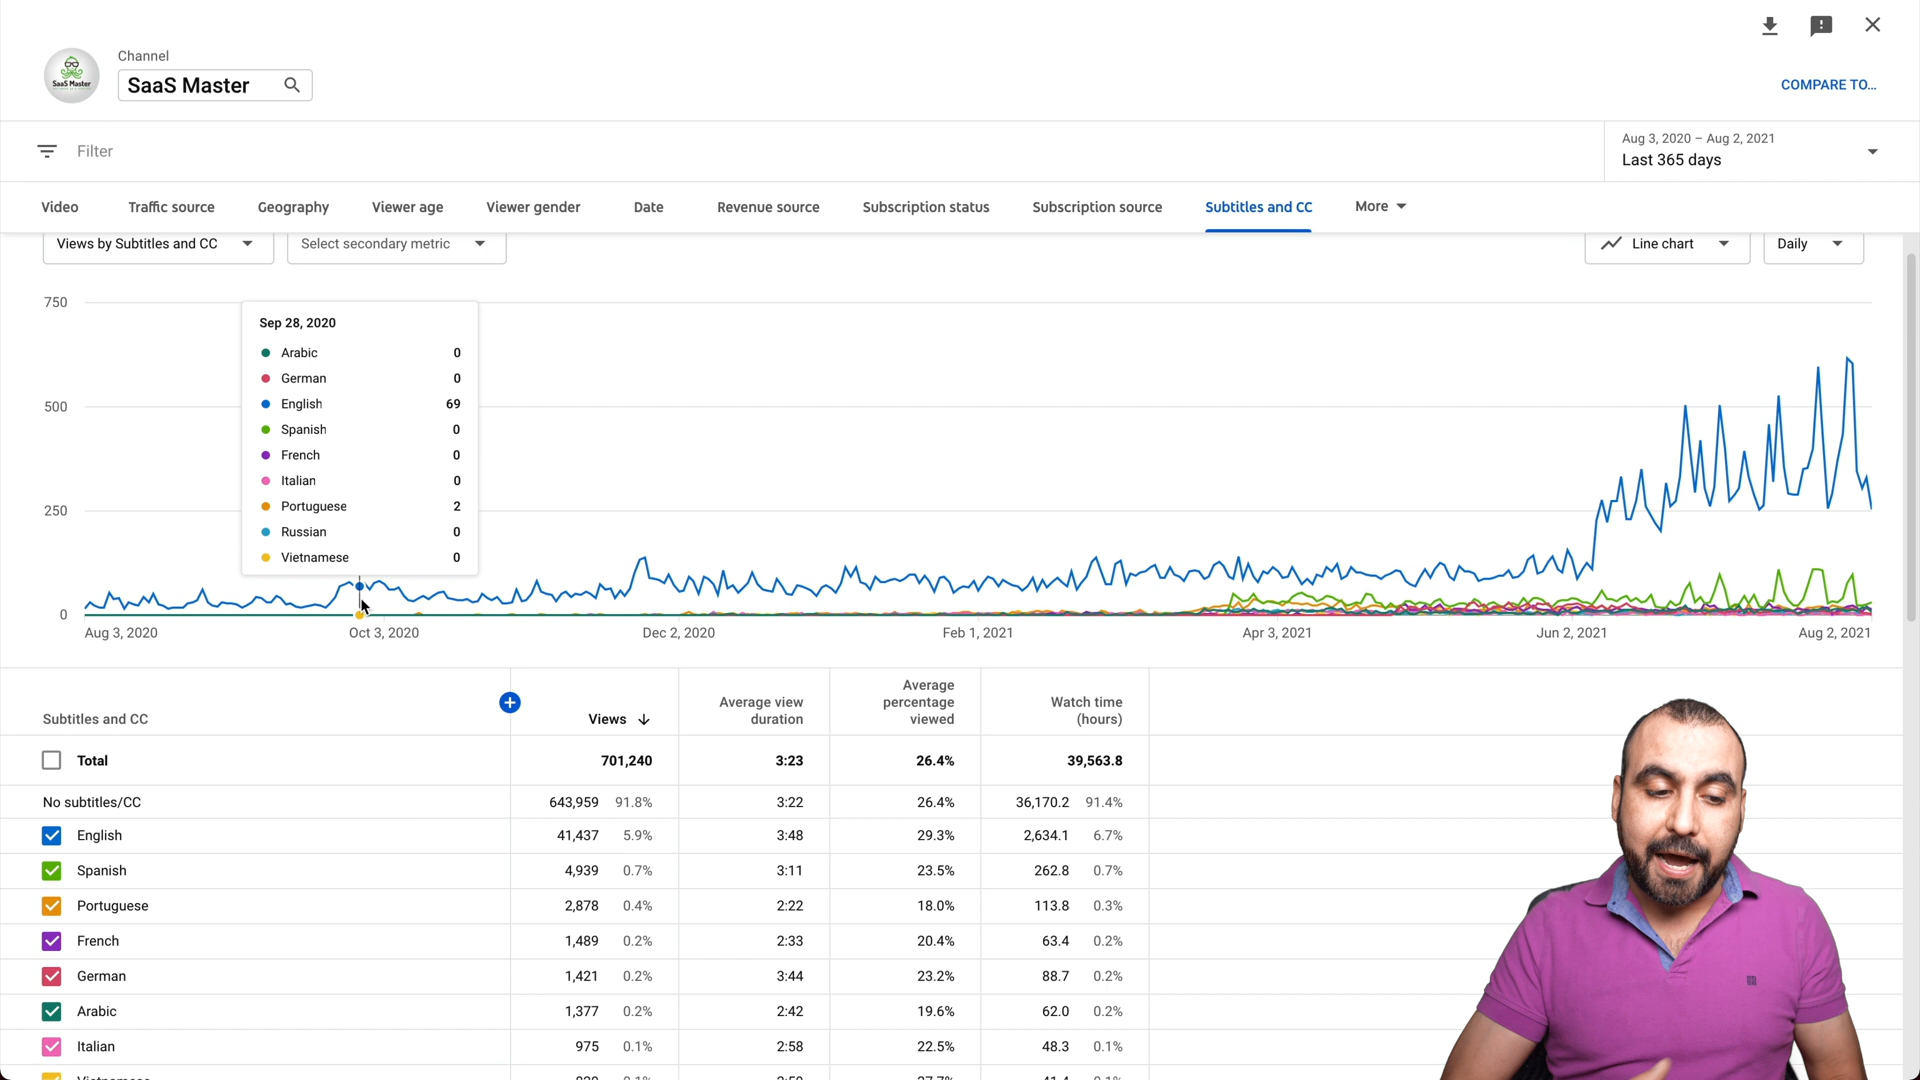 Channel
SaaS Master
SaaS Master
COMPARE TO...
Filter
Aug 3, 2020 – Aug 2, 2021
Last 365 days
Video Traffic source Geography Viewer age Viewer gender Date Revenue source Subscription status Subscription source Subtitles and CC More
Views by Subtitles and CC Select secondary metric Line chart Daily
750
500
250
0
Sep 28, 2020
Arabic 0
German 0
English 69
Spanish 0
French 0
Italian 0
Portuguese 2
Russian 0
Vietnamese 0
Aug 3, 2020 Oct 3, 2020 Dec 2, 2020 Feb 1, 2021 Apr 3, 2021 Jun 2, 2021 Aug 2, 2021
Subtitles and CC Views Average view duration Average percentage viewed Watch time (hours)
Total 701,240 3:23 26.4% 39,563.8
No subtitles/CC 643,959 91.8% 3:22 26.4% 36,170.2 91.4%
English 41,437 5.9% 3:48 29.3% 2,634.1 6.7%
Spanish 4,939 0.7% 3:11 23.5% 262.8 0.7%
Portuguese 2,878 0.4% 2:22 18.0% 113.8 0.3%
French 1,489 0.2% 2:33 20.4% 63.4 0.2%
German 1,421 0.2% 3:44 23.2% 88.7 0.2%
Arabic 1,377 0.2% 2:42 19.6% 62.0 0.2%
Italian 975 0.1% 2:58 22.5% 48.3 0.1%
Vietnamese